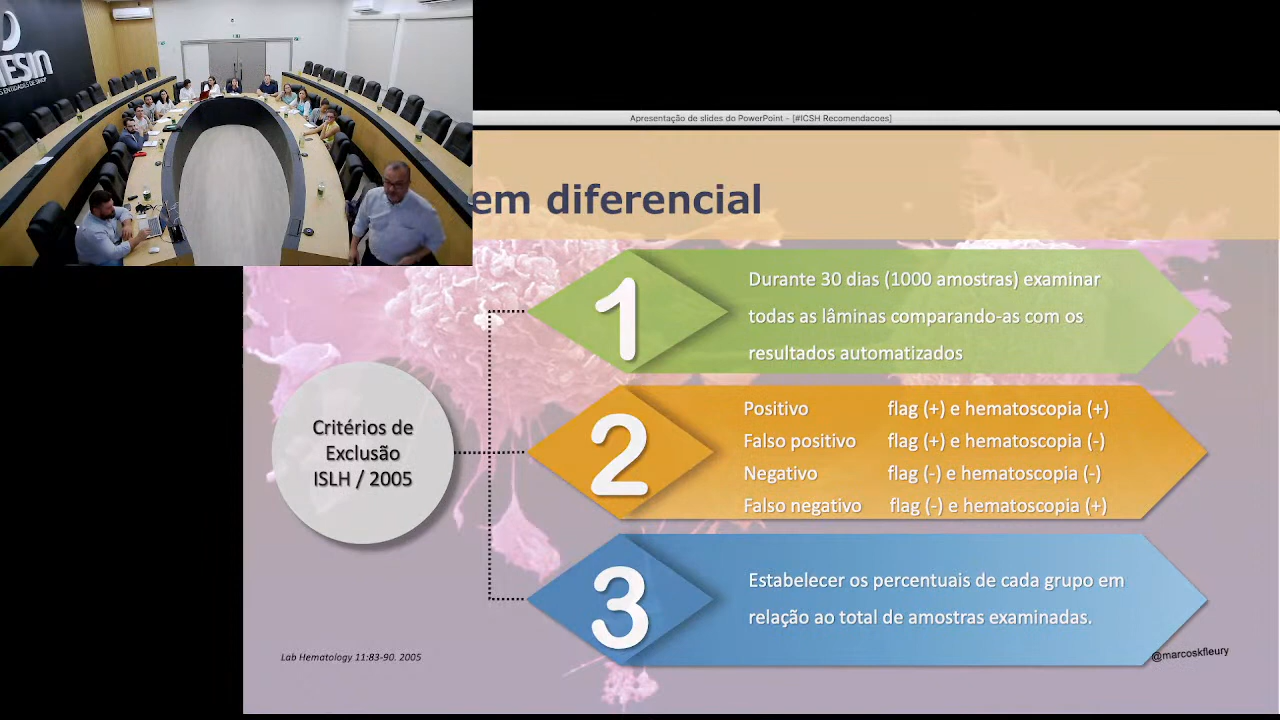 Apresentação de slides do PowerPoint - [#ICSH Recomendacoes]
em diferencial
Critérios de
Exclusão
ISLH / 2005
1
Durante 30 dias (1000 amostras) examinar
todas as lâminas comparando-as com os
resultados automatizados
2
Positivo flag (+) e hematoscopia (+)
Falso positivo flag (+) e hematoscopia (-)
Negativo flag (-) e hematoscopia (-)
Falso negativo flag (-) e hematoscopia (+)
3
Estabelecer os percentuais de cada grupo em
relação ao total de amostras examinadas.
Lab Hematology 11:83-90. 2005
@marcoskfleury